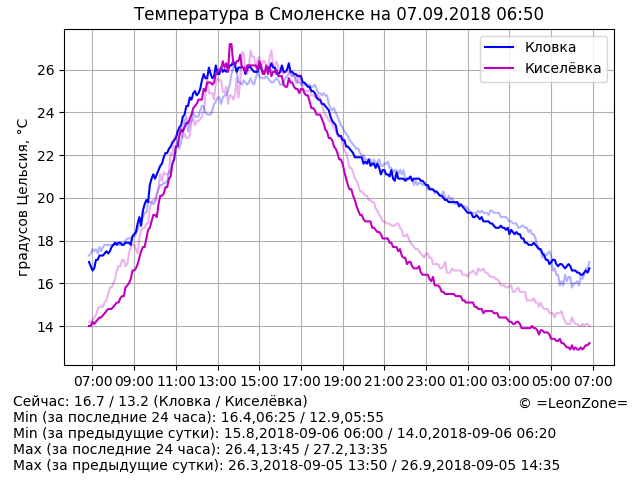 Температура в Смоленске на 07.09.2018 06:50
Кловка
Киселёвка
градусов Цельсия, °C
26
24
22
20
18
16
14
07:00 09:00 11:00 13:00 15:00 17:00 19:00 21:00 23:00 01:00 03:00 05:00 07:00
Сейчас: 16.7 / 13.2 (Кловка / Киселёвка)
© =LeonZone=
Min (за последние 24 часа): 16.4,06:25 / 12.9,05:55
Min (за предыдущие сутки): 15.8,2018-09-06 06:00 / 14.0,2018-09-06 06:20
Max (за последние 24 часа): 26.4,13:45 / 27.2,13:35
Max (за предыдущие сутки): 26.3,2018-09-05 13:50 / 26.9,2018-09-05 14:35